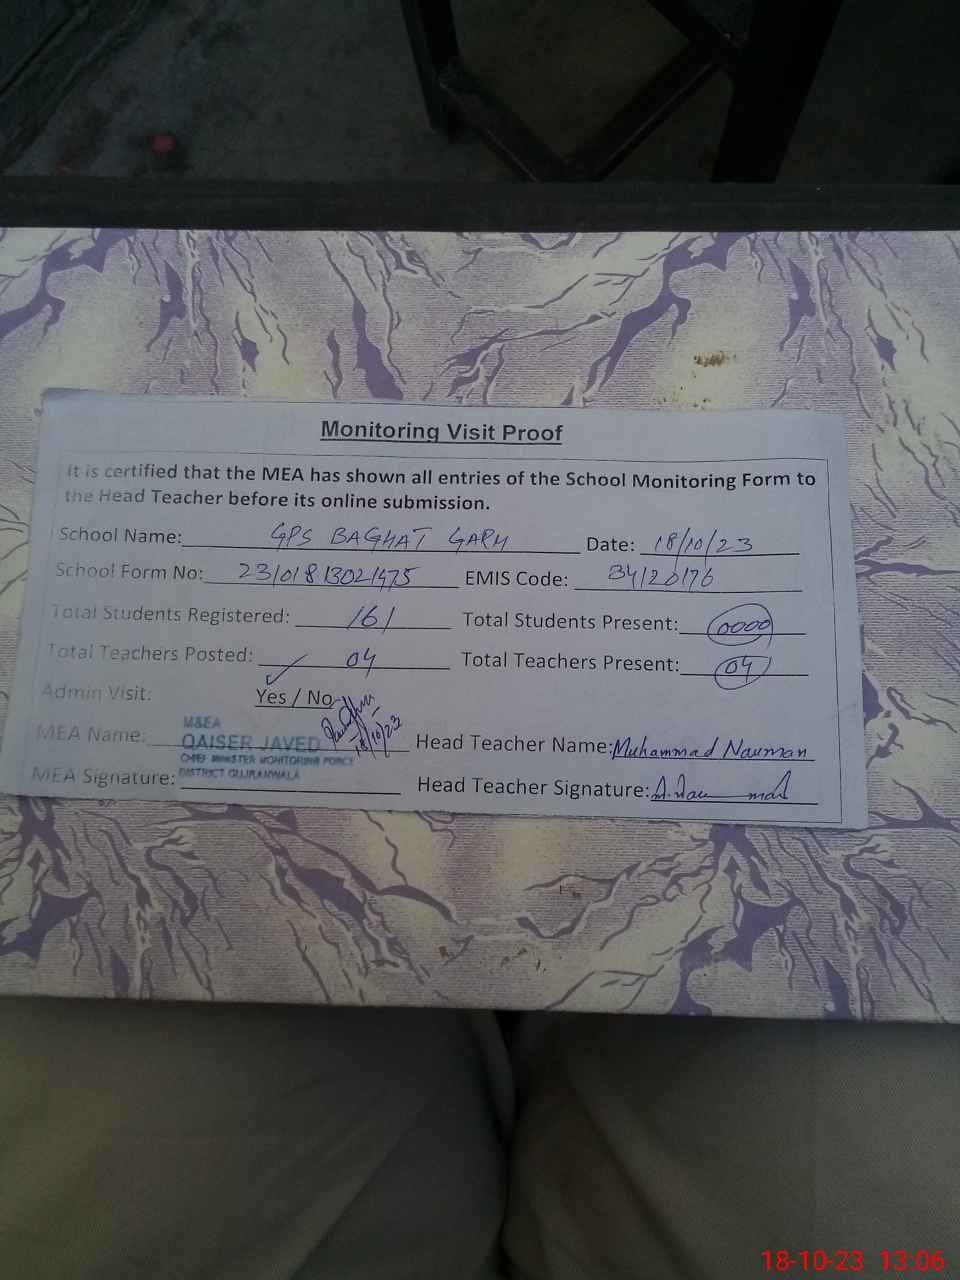 Monitoring Visit Proof
It is certified that the MEA has shown all entries of the School Monitoring Form to
the Head Teacher before its online submission.
School Name: GPS BAGHAT GARH Date: 18/10/23
School Form No: 2301813021475 EMIS Code: 34120176
Total Students Registered: 161 Total Students Present: 0000
Total Teachers Posted: 04 Total Teachers Present: 04
Admin Visit: Yes / No
18/10/23
M&EA
MEA Name: QAISER JAVED Head Teacher Name: Muhammad Nauman
CHIEF MINISTER MONITORING FORCE
MEA Signature: DISTRICT GUJRANWALA Head Teacher Signature:
18-10-23 13:06